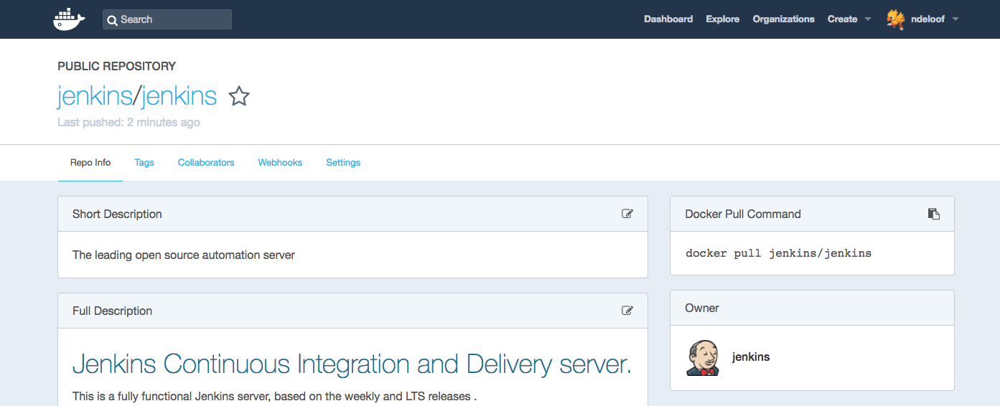 Search
Dashboard Explore Organizations Create ndeloof
PUBLIC REPOSITORY
jenkins/jenkins
Last pushed: 2 minutes ago
Repo Info Tags Collaborators Webhooks Settings
Short Description
The leading open source automation server
Full Description
Jenkins Continuous Integration and Delivery server.
This is a fully functional Jenkins server, based on the weekly and LTS releases .
Docker Pull Command
docker pull jenkins/jenkins
Owner
jenkins